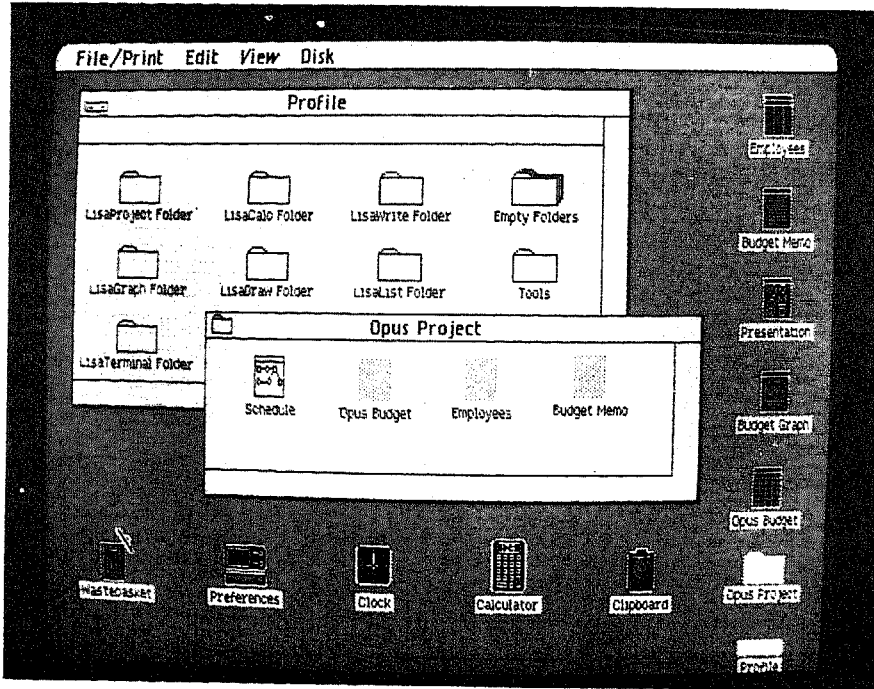 File/Print Edit View Disk
Profile
LisaProject Folder
LisaCalc Folder
LisaWrite Folder
Empty Folders
LisaGraph Folder
LisaDraw Folder
LisaList Folder
Tools
LisaTerminal Folder
Opus Project
Schedule
Opus Budget
Employees
Budget Memo
Employees
Budget Memo
Presentation
Budget Graph
Opus Budget
Opus Project
Profile
Wastebasket
Preferences
Clock
Calculator
Clipboard